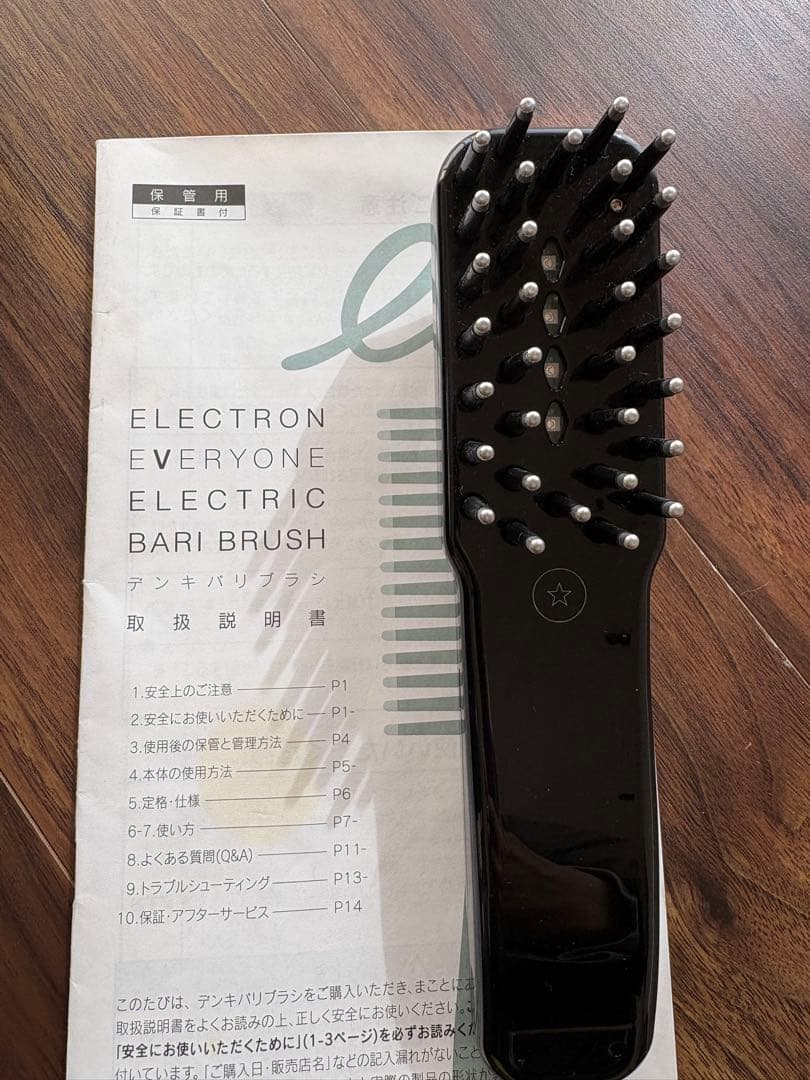 保管用
保証書付
ELECTRON
EVERYONE
ELECTRIC
BARI BRUSH
デンキバリブラシ
取扱説明書
1.安全上のご注意 P1
2.安全にお使いいただくために P1-
3.使用後の保管と管理方法 P4
4.本体の使用方法 P5-
5.定格・仕様 P6
6-7.使い方 P7-
8.よくある質問(Q&A) P11-
9.トラブルシューティング P13-
10.保証・アフターサービス P14
このたびは、デンキバリブラシをご購入いただき、まことに
取扱説明書をよくお読みの上、正しく安全にお使いください。
「安全にお使いいただくために」(1-3ページ)を必ずお読み
付いています。「ご購入日・販売店名」などの記入漏れがないこと
実際の製品の形状が